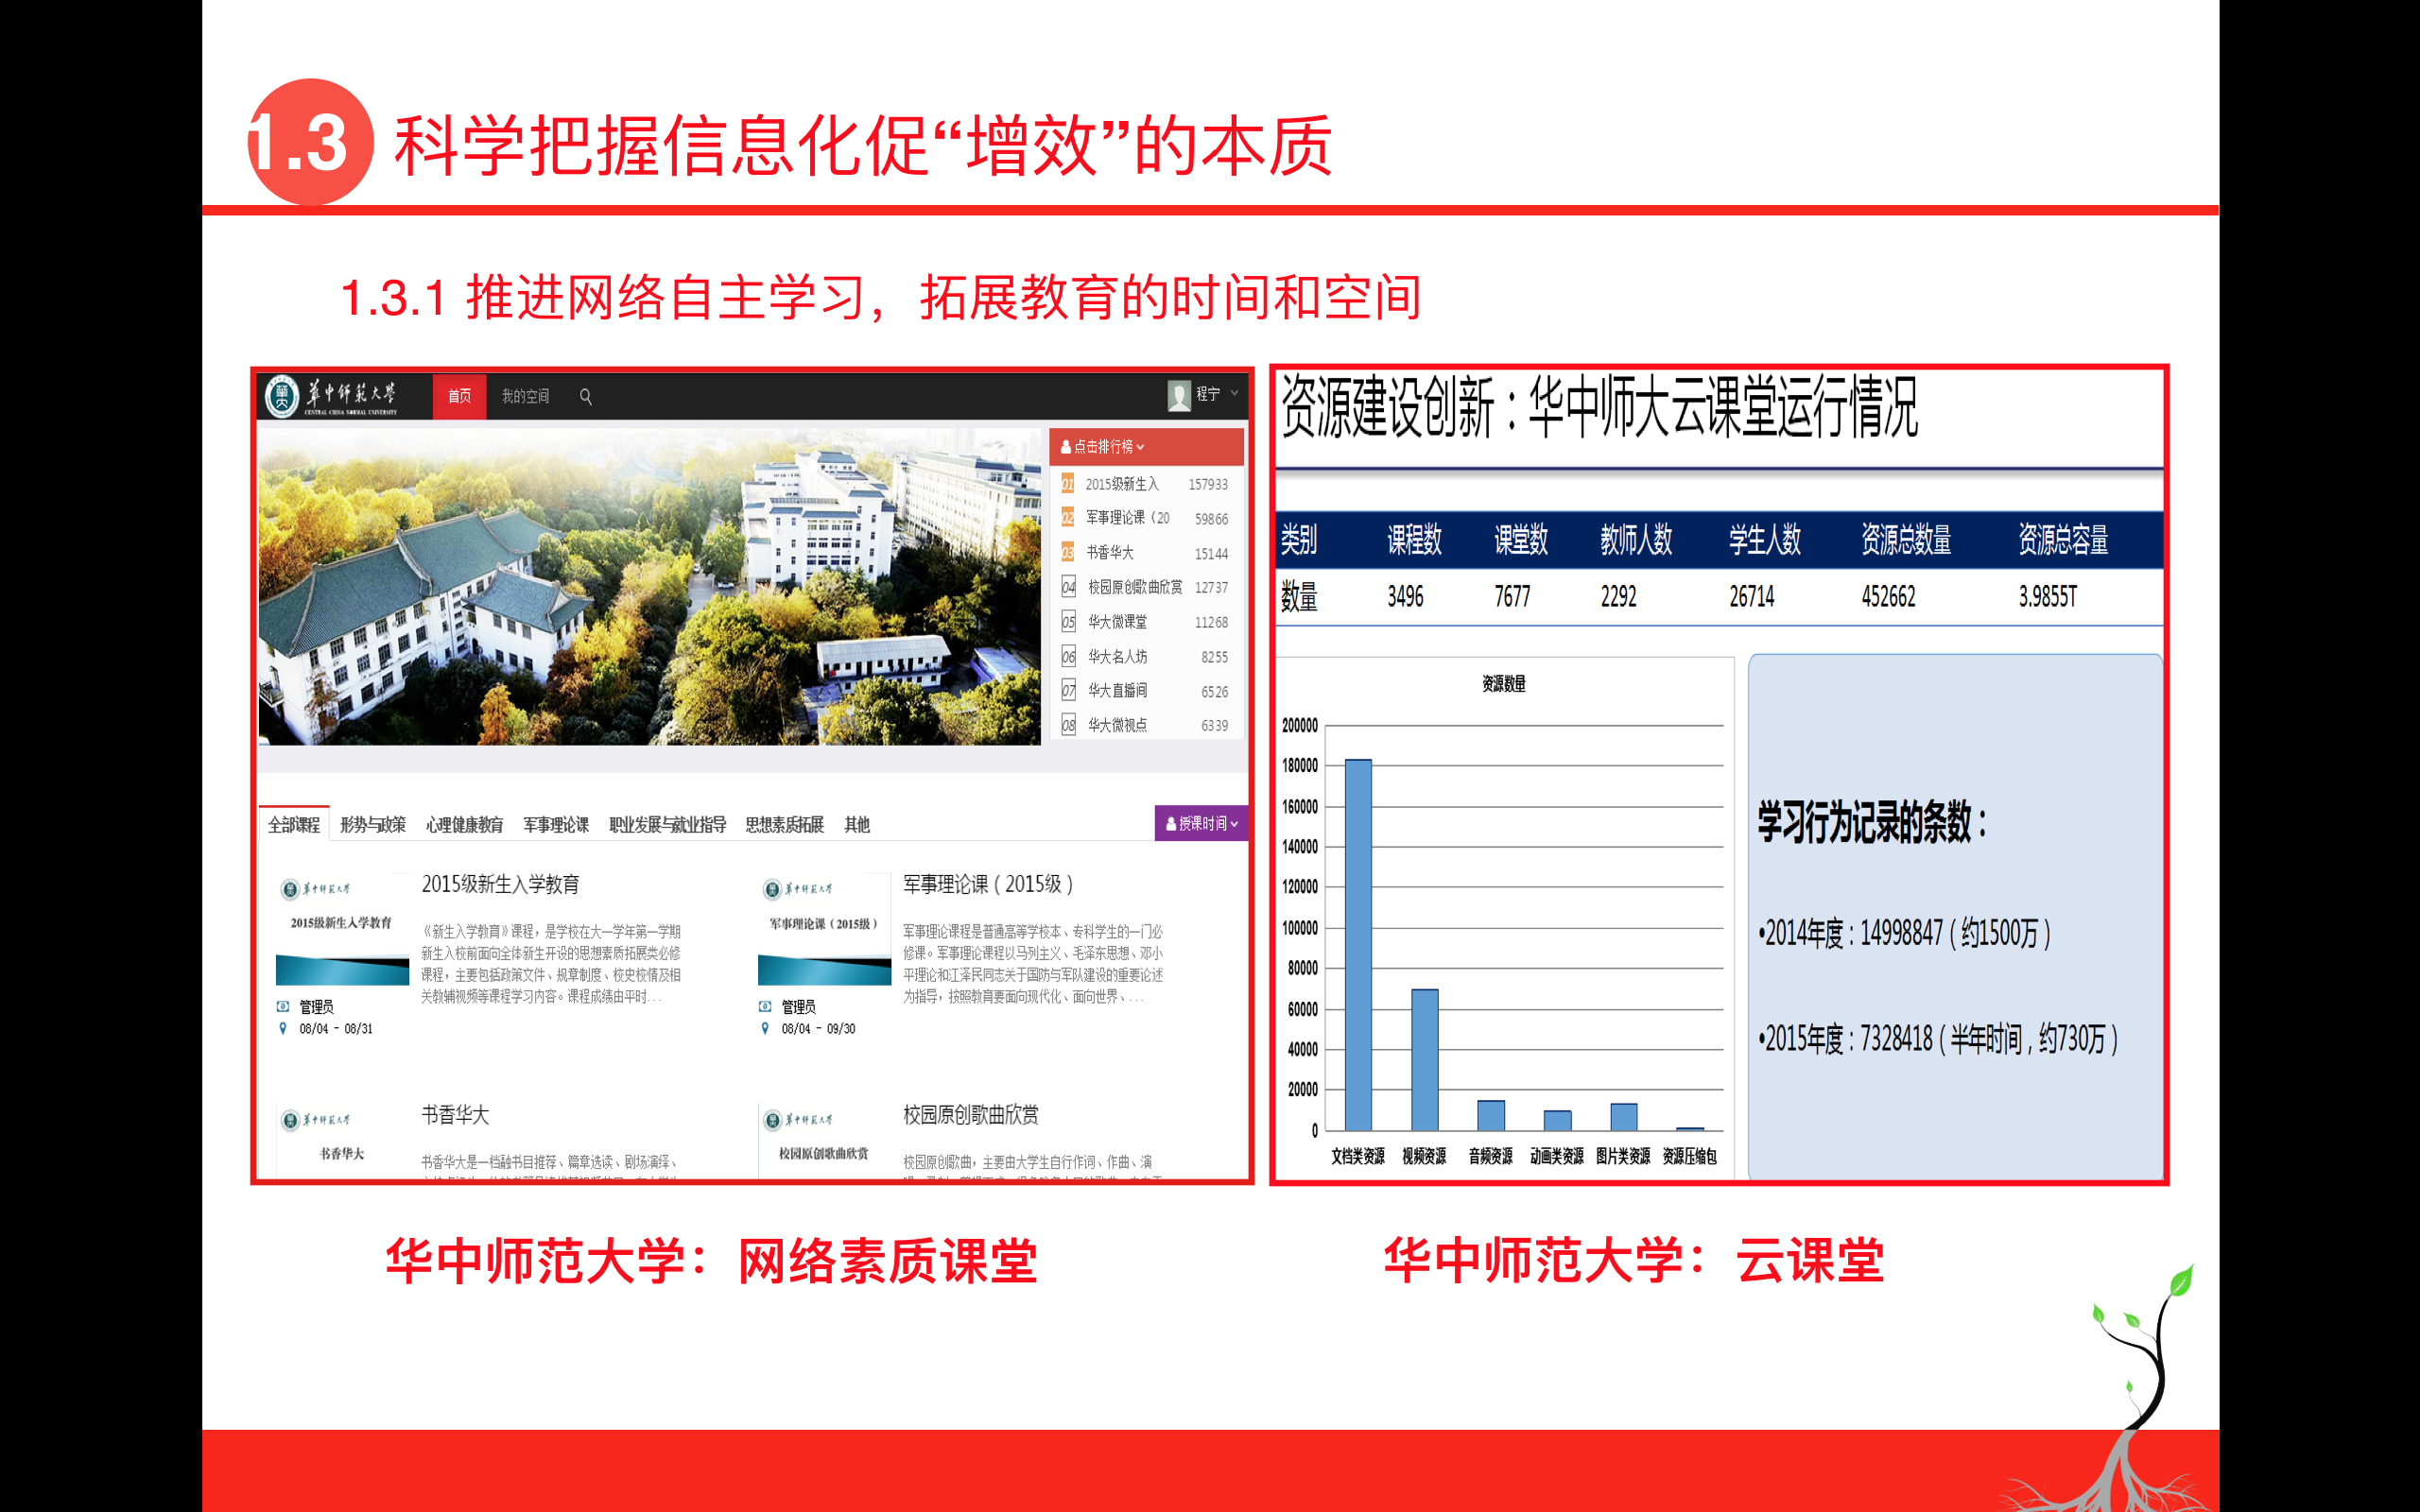 1.3 科学把握信息化促“增效”的本质
1.3.1 推进网络自主学习，拓展教育的时间和空间
華中師範大學
CENTRAL CHINA NORMAL UNIVERSITY
首页 我的空间 程宁
点击排行榜
01 2015级新生入 157933
02 军事理论课（20 59866
03 书香华大 15144
04 校园原创歌曲欣赏 12737
05 华大微课堂 11268
06 华大名人坊 8255
07 华大直播间 6526
08 华大微视点 6339
全部课程 形势与政策 心理健康教育 军事理论课 职业发展与就业指导 思想素质拓展 其他 授课时间
2015级新生入学教育
2015级新生入学教育
《新生入学教育》课程，是学校在大一学年第一学期
新生入校前面向全体新生开设的思想素质拓展类必修
课程，主要包括政策文件、规章制度、校史校情及相
关教辅视频等课程学习内容。课程成绩由平时...
管理员
08/04 - 08/31
军事理论课（2015级）
军事理论课（2015级）
军事理论课程是普通高等学校本、专科学生的一门必
修课。军事理论课程以马列主义、毛泽东思想、邓小
平理论和江泽民同志关于国防与军队建设的重要论述
为指导，按照教育要面向现代化、面向世界、...
管理员
08/04 - 09/30
书香华大
书香华大
书香华大是一档融书目推荐、篇章选读、剧场演绎、
校园原创歌曲欣赏
校园原创歌曲欣赏
校园原创歌曲，主要由大学生自行作词、作曲、演
资源建设创新：华中师大云课堂运行情况
类别 课程数 课堂数 教师人数 学生人数 资源总数量 资源总容量
数量 3496 7677 2292 26714 452662 3.9855T
资源数量
200000
180000
160000
140000
120000
100000
80000
60000
40000
20000
0
文档类资源 视频资源 音频资源 动画类资源 图片类资源 资源压缩包
学习行为记录的条数：
•2014年度：14998847（约1500万）
•2015年度：7328418（半年时间，约730万）
华中师范大学：网络素质课堂
华中师范大学：云课堂